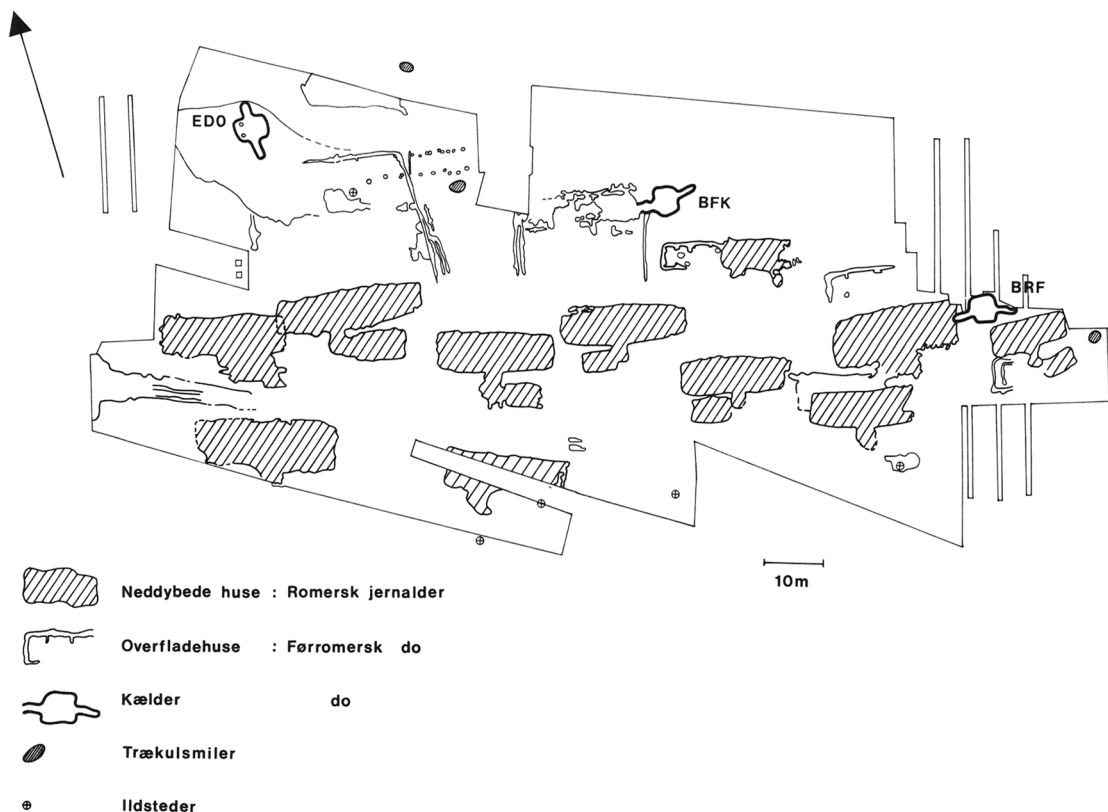 EDO
BFK
BRF
10m
Neddybede huse : Romersk jernalder
Overfladehuse : Førromersk do
Kælder do
Trækulsmiler
Ildsteder